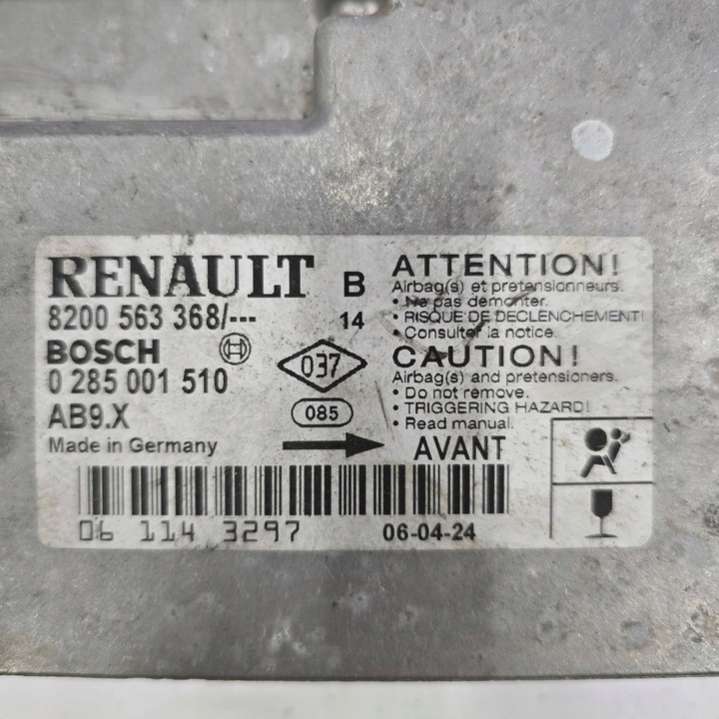 RENAULT B
8200 563 368/---
14
BOSCH
0 285 001 510
037
AB9.X
085
Made in Germany
ATTENTION!
Airbag(s) et pretensionneurs.
• Ne pas demonter.
• RISQUE DE DECLENCHEMENT!
• Consulter la notice.
CAUTION!
Airbag(s) and pretensioners.
• Do not remove.
• TRIGGERING HAZARD!
• Read manual.
AVANT
06 114 3297
06-04-24